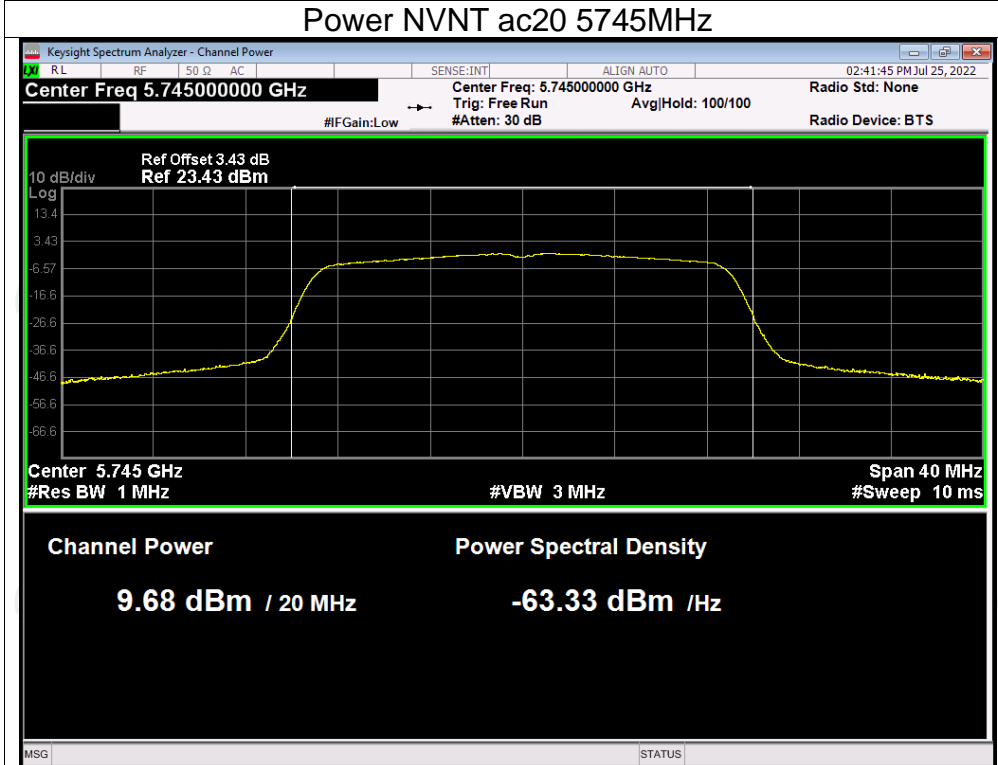 Power NVNT ac20 5745MHz
Keysight Spectrum Analyzer - Channel Power
LXI RL RF 50 Ω AC SENSE:INT ALIGN AUTO 02:41:45 PM Jul 25, 2022
Center Freq 5.745000000 GHz Center Freq: 5.745000000 GHz Radio Std: None
Trig: Free Run Avg|Hold: 100/100
#IFGain:Low #Atten: 30 dB Radio Device: BTS
Ref Offset 3.43 dB
10 dB/div Ref 23.43 dBm
Log
13.4
3.43
-6.57
-16.6
-26.6
-36.6
-46.6
-56.6
-66.6
Center 5.745 GHz Span 40 MHz
#Res BW 1 MHz #VBW 3 MHz #Sweep 10 ms
Channel Power Power Spectral Density
9.68 dBm / 20 MHz -63.33 dBm /Hz
MSG STATUS